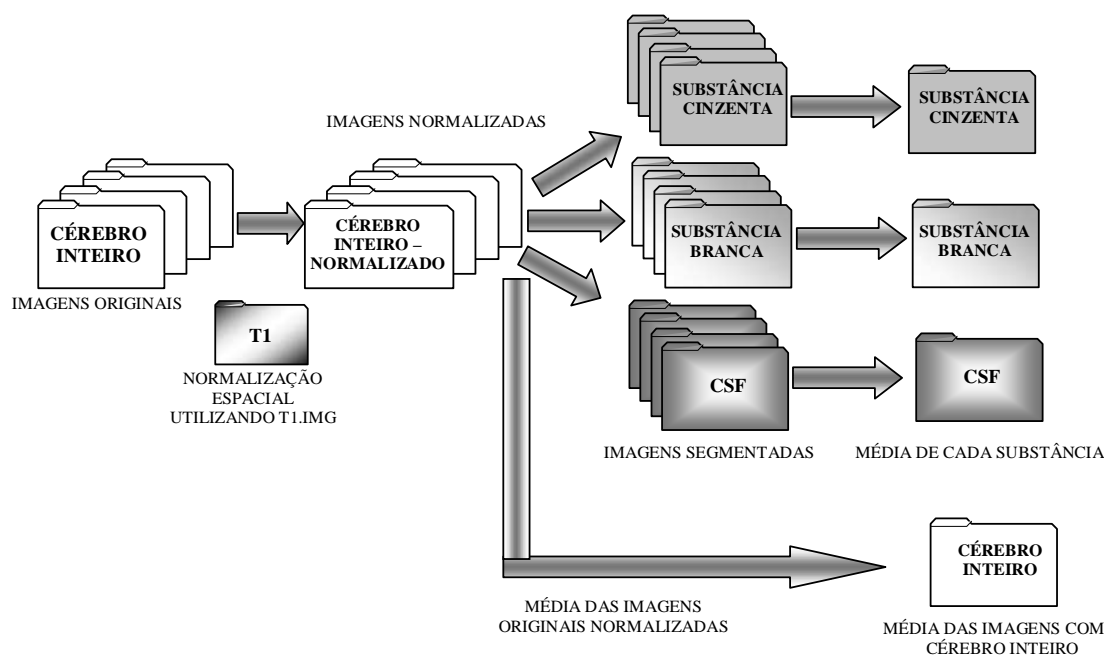 SUBSTÂNCIA
CINZENTA
SUBSTÂNCIA
CINZENTA
IMAGENS NORMALIZADAS
CÉREBRO
INTEIRO
CÉREBRO
INTEIRO –
NORMALIZADO
SUBSTÂNCIA
BRANCA
SUBSTÂNCIA
BRANCA
IMAGENS ORIGINAIS
T1
NORMALIZAÇÃO
ESPACIAL
UTILIZANDO T1.IMG
CSF
CSF
IMAGENS SEGMENTADAS
MÉDIA DE CADA SUBSTÂNCIA
CÉREBRO
INTEIRO
MÉDIA DAS IMAGENS
ORIGINAIS NORMALIZADAS
MÉDIA DAS IMAGENS COM
CÉREBRO INTEIRO